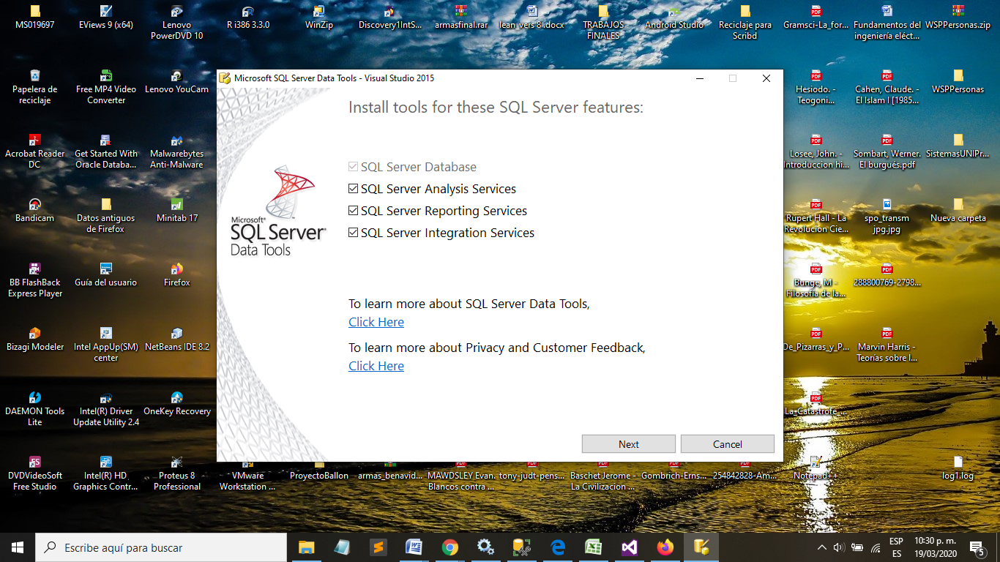 MS019697
EViews 9 (x64)
Lenovo
PowerDVD 10
R i386 3.3.0
WinZip
Discovery1IntS...
armasfinal.rar
lean_vers 8 .docx
TRABAJOS
FINALES
Android Studio
Reciclaje para
Scribd
Gramsci-La_for...
Fundamentos del
ingeniería eléct...
WSPPersonas.zip
Papelera de
reciclaje
Free MP4 Video
Converter
Lenovo YouCam
Hesiodo. -
Teogoni...
Cahen, Claude. -
El Islam I [1985...
WSPPersonas
Acrobat Reader
DC
Get Started With
Oracle Databa...
Malwarebytes
Anti-Malware
Losee, John. -
Introduccion hi...
Sombart, Werner.
El burgués.pdf
SistemasUNIPr...
Bandicam
Datos antiguos
de Firefox
Minitab 17
Rupert Hall - La
Revolucion Cie...
spo_transm
jpg.jpg
Nueva carpeta
BB FlashBack
Express Player
Guía del usuario
Firefox
Bunge, M -
Filosofia de la...
288800769-2798...
Bizagi Modeler
Intel AppUp(SM)
center
NetBeans IDE 8.2
De_Pizarras_y_P...
Marvin Harris -
Teorías sobre l...
DAEMON Tools
Lite
Intel(R) Driver
Update Utility 2.4
OneKey Recovery
La_Catastrofe_...
DVDVideoSoft
Free Studio
Intel(R) HD
Graphics Contr...
Proteus 8
Professional
VMware
Workstation ...
ProyectoBallon
armas_benavid...
MAWDSLEY Evan.
Blancos contra ...
tony-judt-pens...
Baschet Jerome -
La Civilizacion ...
Gombrich-Erns...
254842828-Am...
Notepad++
log1.log
Microsoft SQL Server Data Tools - Visual Studio 2015
Install tools for these SQL Server features:
SQL Server Database
SQL Server Analysis Services
SQL Server Reporting Services
SQL Server Integration Services
Microsoft®
SQL Server®
Data Tools
To learn more about SQL Server Data Tools,
Click Here
To learn more about Privacy and Customer Feedback,
Click Here
Next
Cancel
Escribe aquí para buscar
ESP
ES
10:30 p. m.
19/03/2020
5